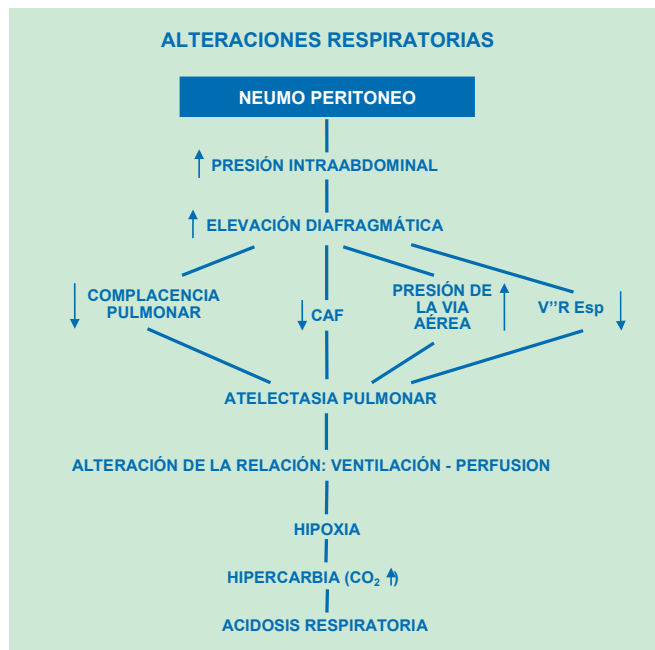 ALTERACIONES RESPIRATORIAS
NEUMO PERITONEO
↑ PRESIÓN INTRAABDOMINAL
↑ ELEVACIÓN DIAFRAGMÁTICA
↓ COMPLACENCIA
PULMONAR
↓ CAF
PRESIÓN DE ↑
LA VIA
AÉREA
V''R Esp ↓
ATELECTASIA PULMONAR
ALTERACIÓN DE LA RELACIÓN: VENTILACIÓN - PERFUSION
HIPOXIA
HIPERCARBIA (CO₂ ↑)
ACIDOSIS RESPIRATORIA